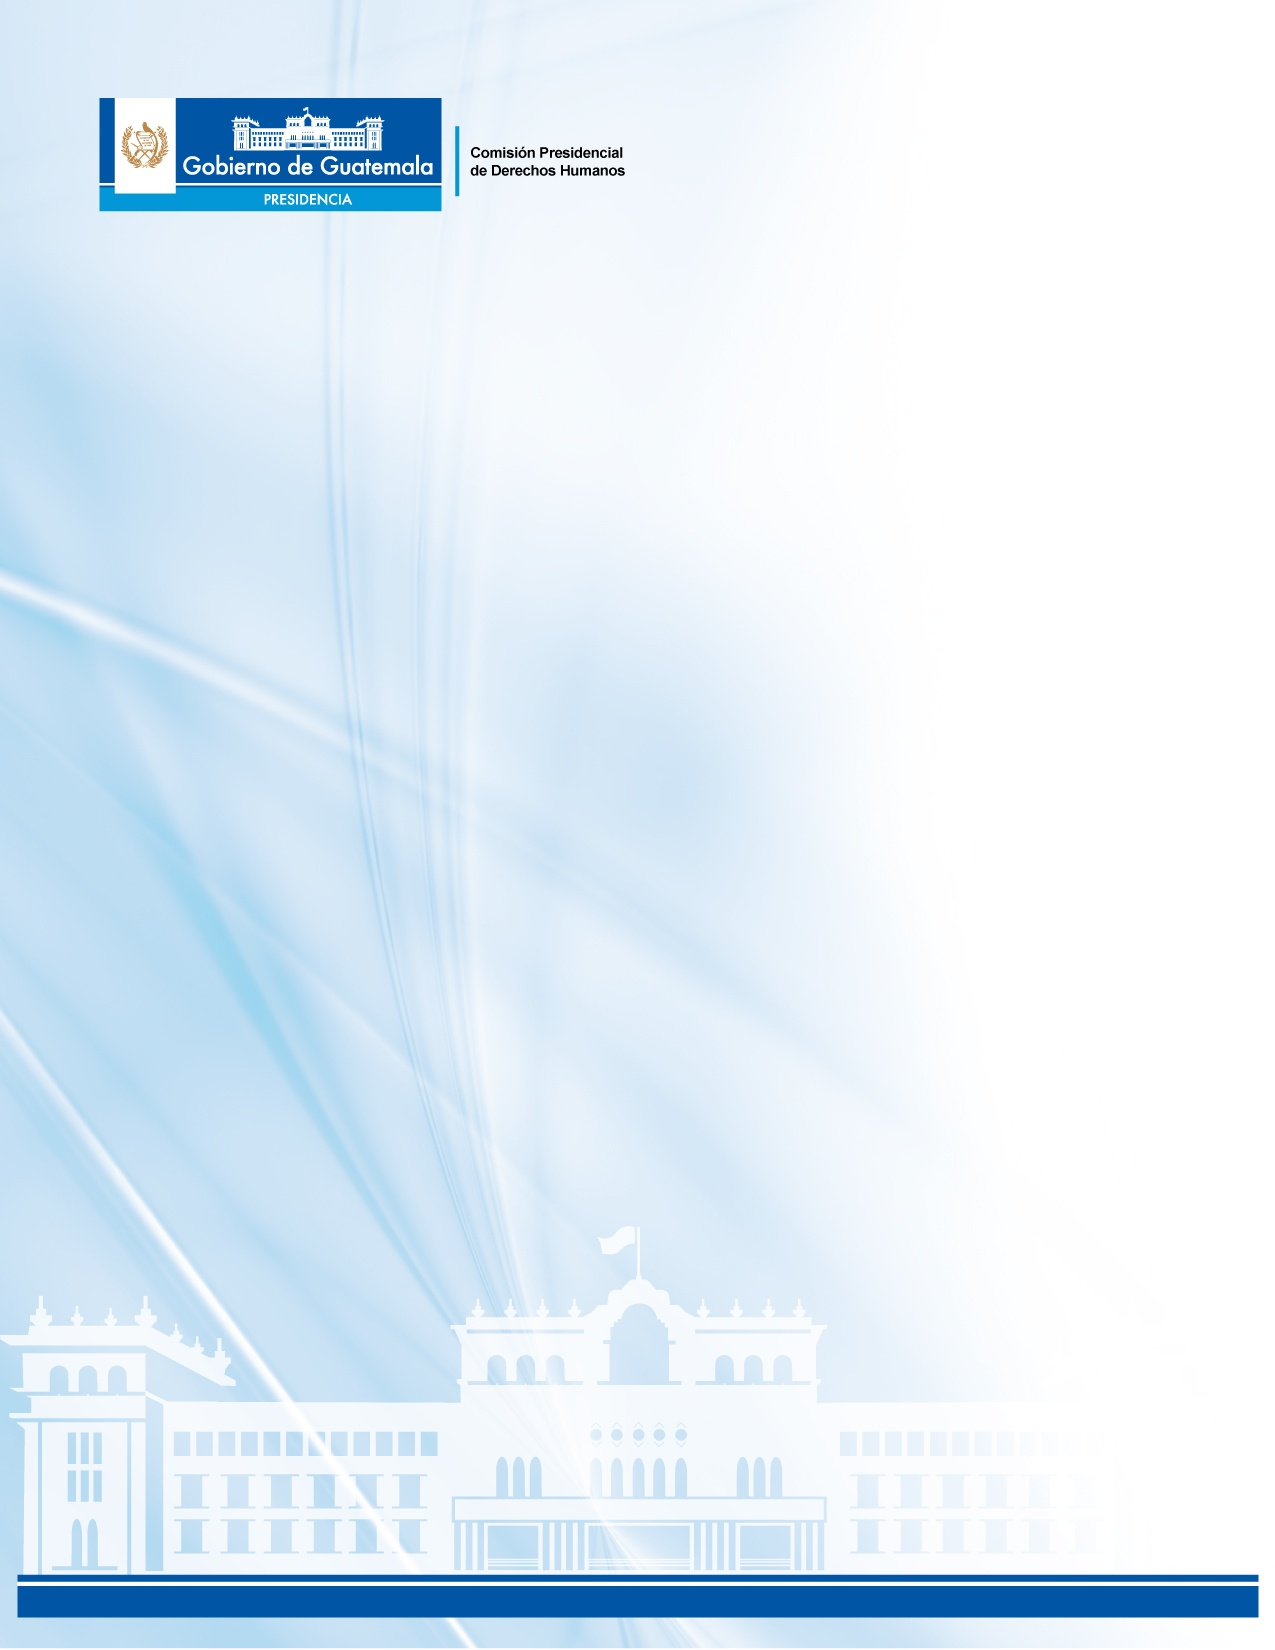 Gobierno de Guatemala
PRESIDENCIA
Comisión Presidencial
de Derechos Humanos